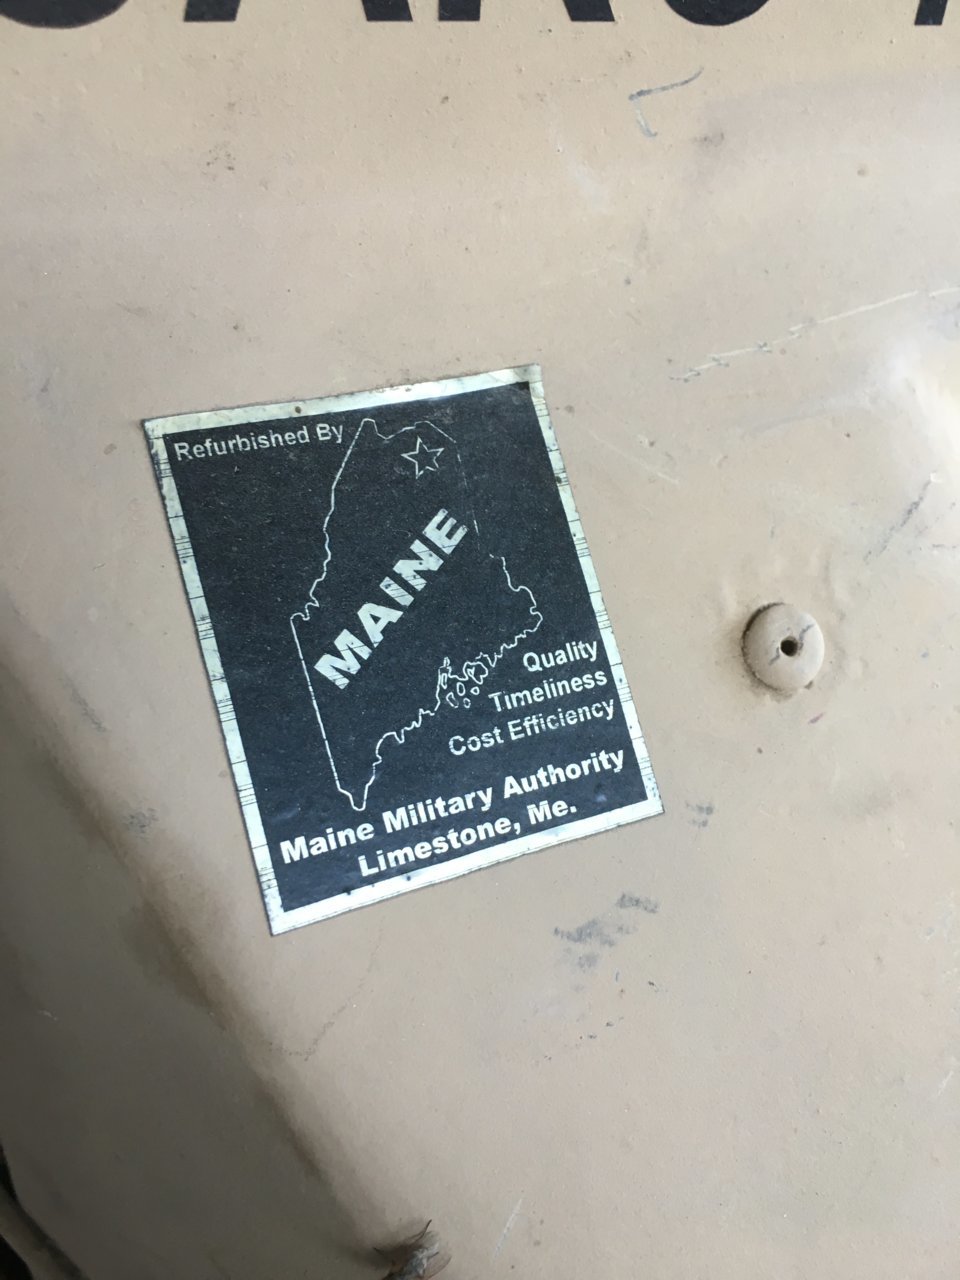 Refurbished By
MAINE
Quality
Timeliness
Cost Efficiency
Maine Military Authority
Limestone, Me.